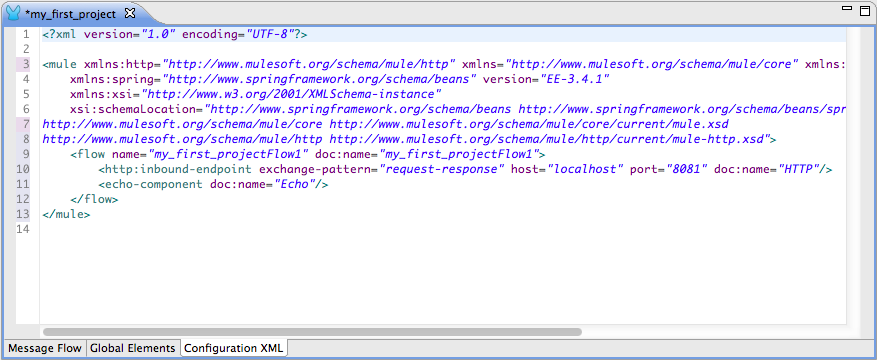 *my_first_project
1 <?xml version="1.0" encoding="UTF-8"?>
2
3 <mule xmlns:http="http://www.mulesoft.org/schema/mule/http" xmlns="http://www.mulesoft.org/schema/mule/core" xmlns:
4 xmlns:spring="http://www.springframework.org/schema/beans" version="EE-3.4.1"
5 xmlns:xsi="http://www.w3.org/2001/XMLSchema-instance"
6 xsi:schemaLocation="http://www.springframework.org/schema/beans http://www.springframework.org/schema/beans/spr
7 http://www.mulesoft.org/schema/mule/core http://www.mulesoft.org/schema/mule/core/current/mule.xsd
8 http://www.mulesoft.org/schema/mule/http http://www.mulesoft.org/schema/mule/http/current/mule-http.xsd">
9 <flow name="my_first_projectFlow1" doc:name="my_first_projectFlow1">
10 <http:inbound-endpoint exchange-pattern="request-response" host="localhost" port="8081" doc:name="HTTP"/>
11 <echo-component doc:name="Echo"/>
12 </flow>
13 </mule>
14
Message Flow Global Elements Configuration XML